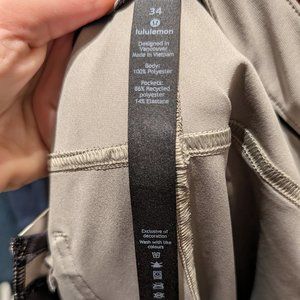 34
lululemon
Designed in
Vancouver
Made in Vietnam
Body:
100% Polyester
Pockets:
86% Recycled
polyester
14% Elastane
Exclusive of
decoration
Wash with like
colours